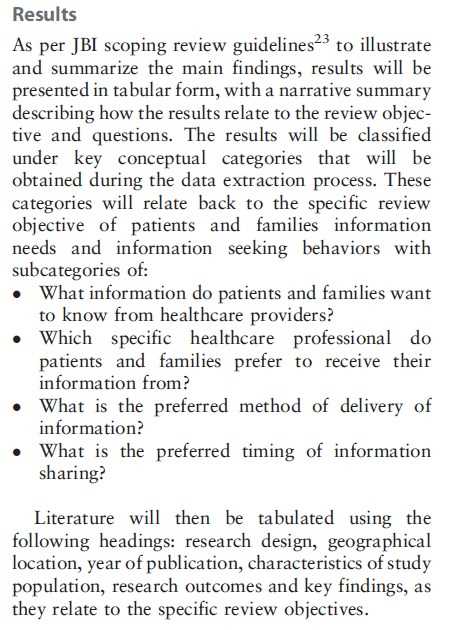 Results
As per JBI scoping review guidelines23 to illustrate
and summarize the main findings, results will be
presented in tabular form, with a narrative summary
describing how the results relate to the review objec-
tive and questions. The results will be classified
under key conceptual categories that will be
obtained during the data extraction process. These
categories will relate back to the specific review
objective of patients and families information
needs and information seeking behaviors with
subcategories of:
• What information do patients and families want
to know from healthcare providers?
• Which specific healthcare professional do
patients and families prefer to receive their
information from?
• What is the preferred method of delivery of
information?
• What is the preferred timing of information
sharing?
Literature will then be tabulated using the
following headings: research design, geographical
location, year of publication, characteristics of study
population, research outcomes and key findings, as
they relate to the specific review objectives.